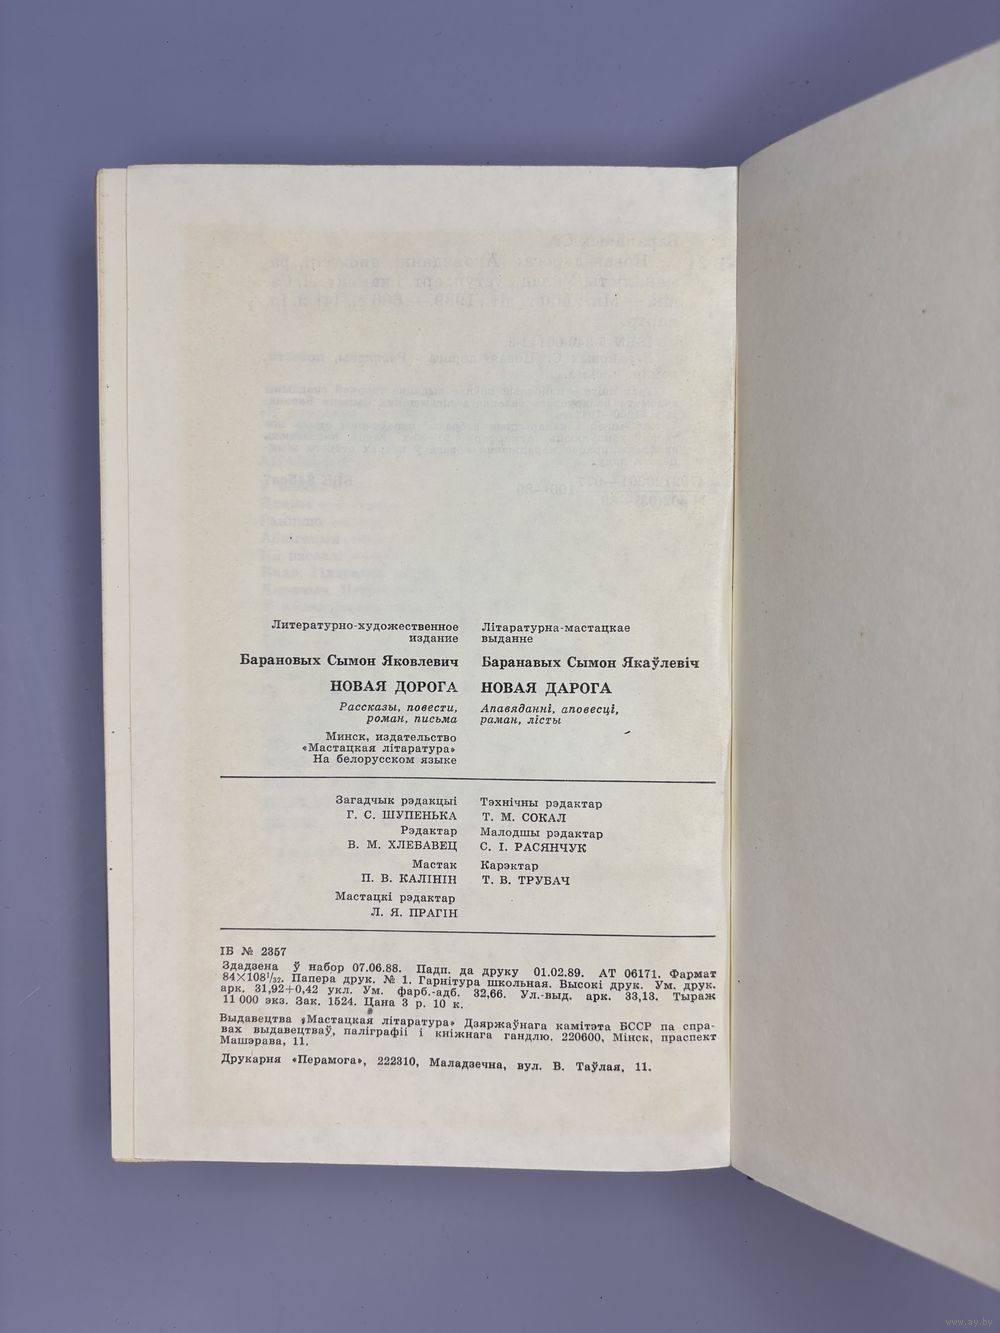 Литературно-художественное
издание
Барановых Сымон Яковлевич
НОВАЯ ДОРОГА
Рассказы, повести,
роман, письма
Минск, издательство
«Мастацкая літаратура»
На белорусском языке
Літаратурна-мастацкае
выданне
Баранавых Сымон Якаўлевіч
НОВАЯ ДАРОГА
Апавяданні, аповесці,
раман, лісты
Загадчык рэдакцыі
Г. С. ШУПЕНЬКА
Рэдактар
В. М. ХЛЕБАВЕЦ
Мастак
П. В. КАЛІНІН
Мастацкі рэдактар
Л. Я. ПРАГІН
Тэхнічны рэдактар
Т. М. СОКАЛ
Малодшы рэдактар
С. І. РАСЯНЧУК
Карэктар
Т. В. ТРУБАЧ
ІБ № 2357
Здадзена ў набор 07.06.88. Падп. да друку 01.02.89. АТ 06171. Фармат
84×108¹/₃₂. Папера друк. № 1. Гарнітура школьная. Высокі друк. Ум. друк.
арк. 31,92+0,42 укл. Ум. фарб.-адб. 32,66. Ул.-выд. арк. 33,13. Тыраж
11 000 экз. Зак. 1524. Цана 3 р. 10 к.
Выдавецтва «Мастацкая літаратура» Дзяржаўнага камітэта БССР па спра-
вах выдавецтваў, паліграфіі і кніжнага гандлю. 220600, Мінск, праспект
Машэрава, 11.
Друкарня «Перамога», 222310, Маладзечна, вул. В. Таўлая, 11.
www.ay.by